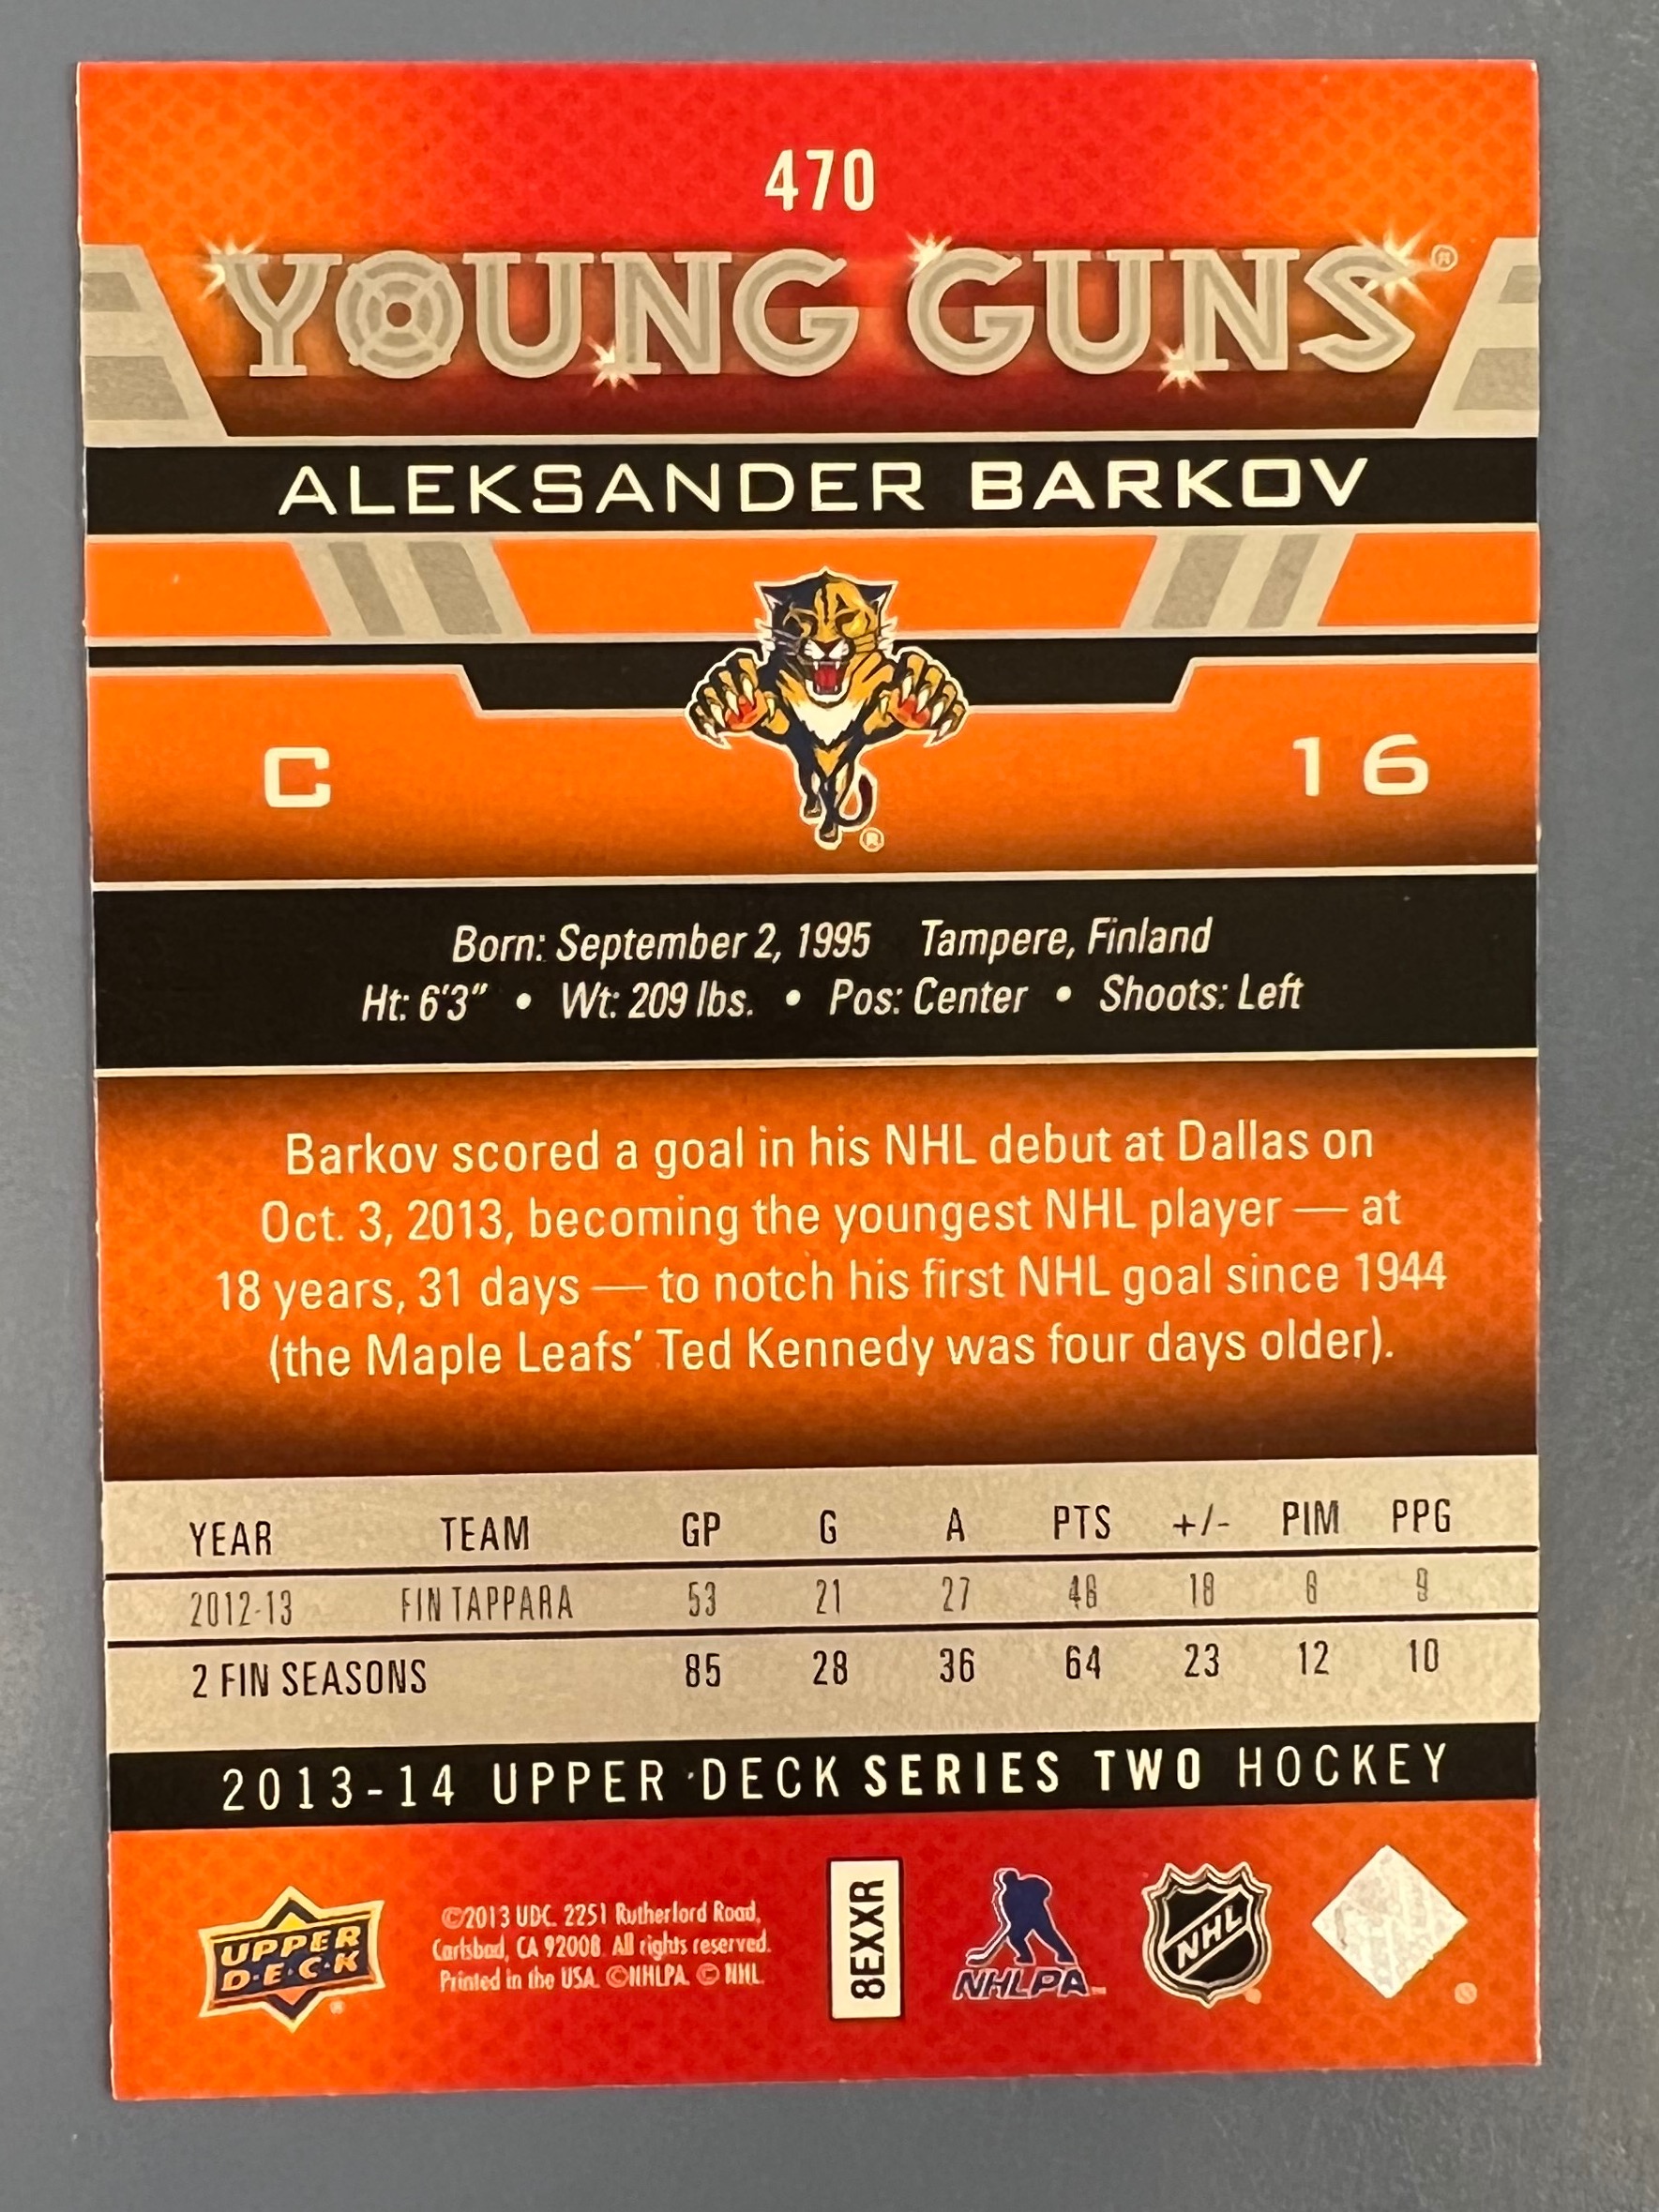 470
YOUNG GUNS®
ALEKSANDER BARKOV
C
16
®
Born: September 2, 1995 Tampere, Finland
Ht: 6'3" • Wt: 209 lbs. • Pos: Center • Shoots: Left
Barkov scored a goal in his NHL debut at Dallas on
Oct. 3, 2013, becoming the youngest NHL player — at
18 years, 31 days — to notch his first NHL goal since 1944
(the Maple Leafs' Ted Kennedy was four days older).
YEAR TEAM GP G A PTS +/- PIM PPG
2012-13 FIN TAPPARA 53 21 27 48 18 8 9
2 FIN SEASONS 85 28 36 64 23 12 10
2013-14 UPPER DECK SERIES TWO HOCKEY
UPPER
D•E•C•K
©2013 UDC. 2251 Rutherford Road,
Carlsbad, CA 92008. All rights reserved.
Printed in the USA. ©NHLPA. © NHL.
8EXXR
NHLPA™
NHL